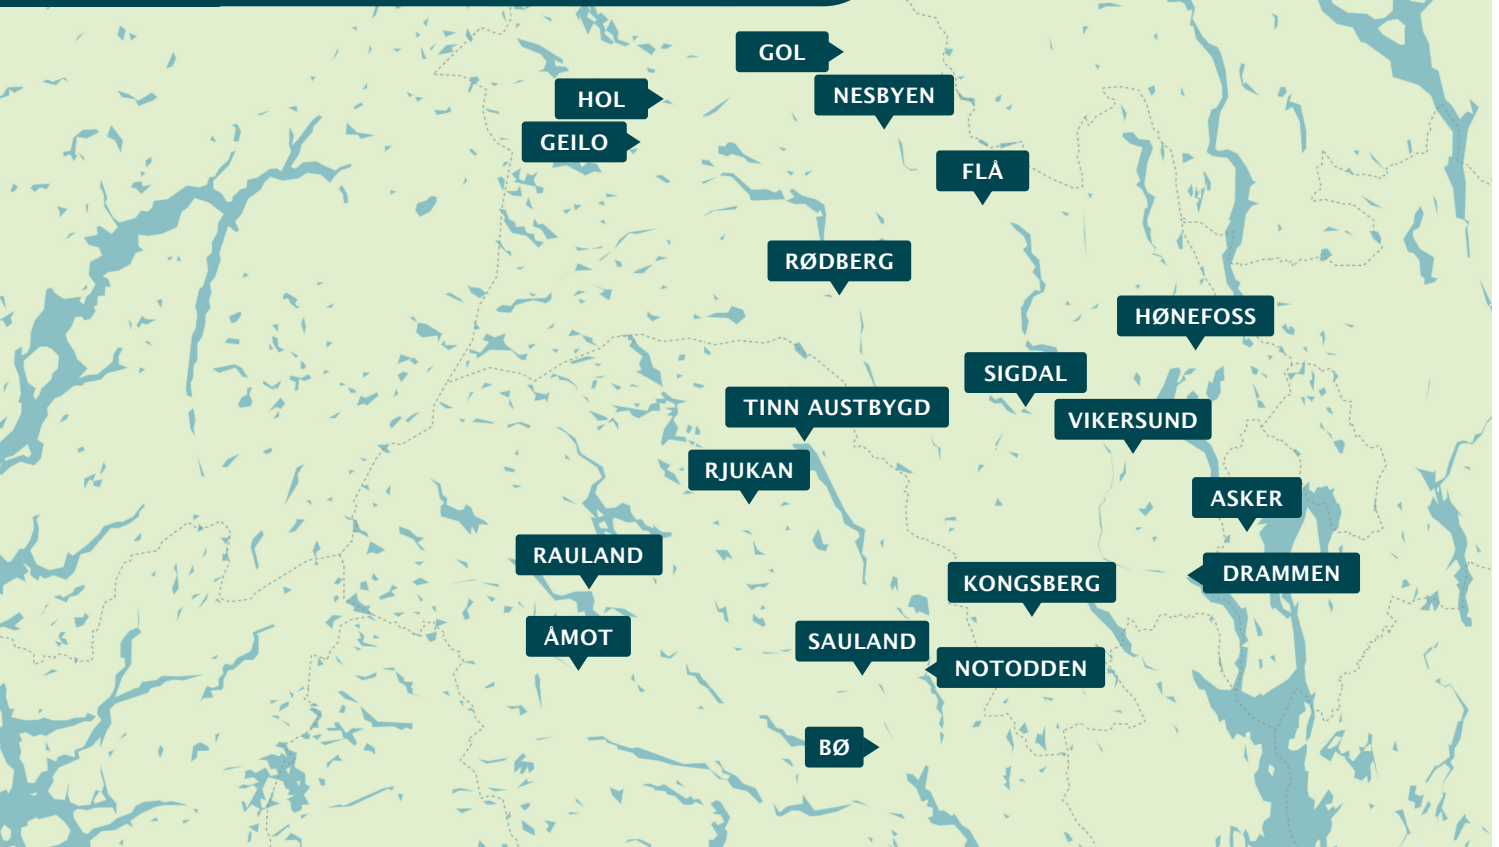 GOL
HOL
NESBYEN
GEILO
FLÅ
RØDBERG
HØNEFOSS
SIGDAL
TINN AUSTBYGD
VIKERSUND
RJUKAN
ASKER
RAULAND
DRAMMEN
KONGSBERG
ÅMOT
SAULAND
NOTODDEN
BØ